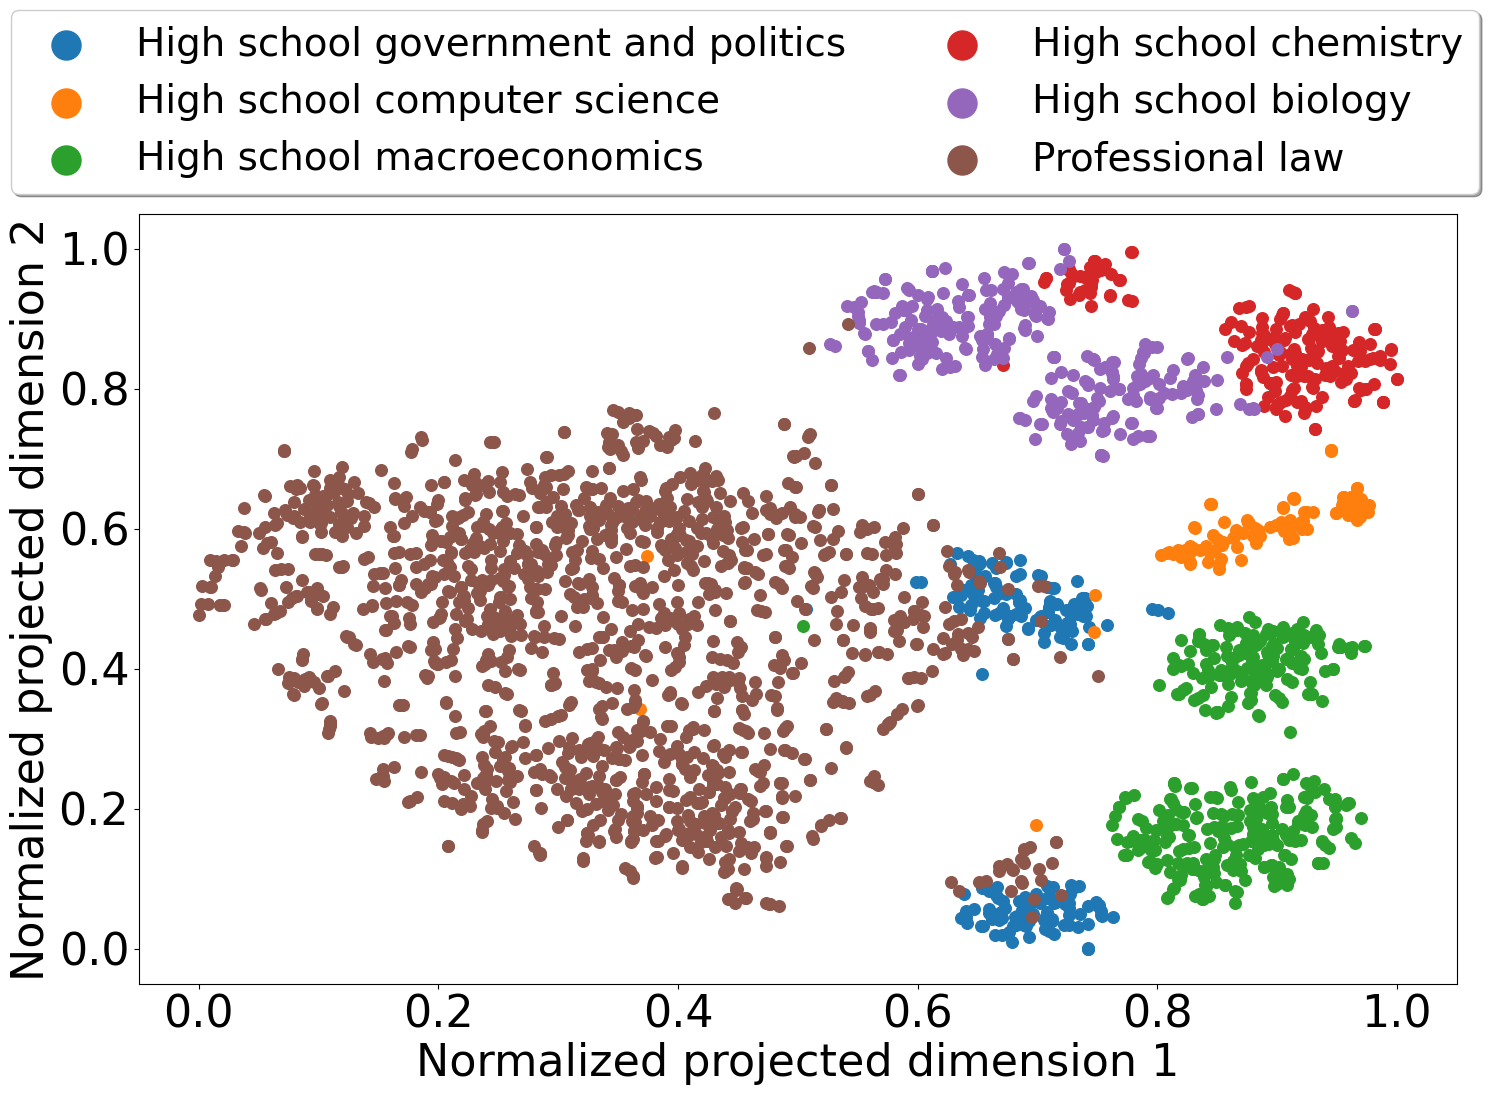 High school government and politics
High school computer science
High school macroeconomics
High school chemistry
High school biology
Professional law
Normalized projected dimension 2
1.0
0.8
0.6
0.4
0.2
0.0
0.0 0.2 0.4 0.6 0.8 1.0
Normalized projected dimension 1